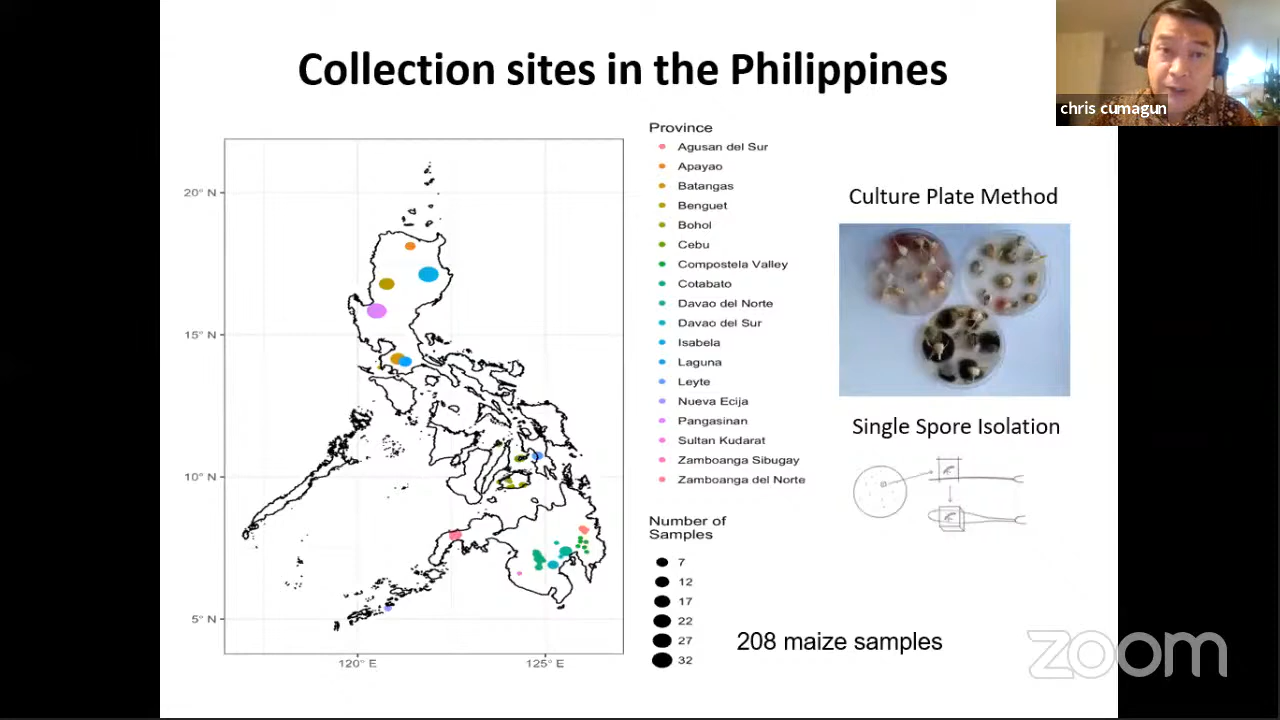 Collection sites in the Philippines
chris cumagun
20° N
15° N
10° N
5° N
120° E
125° E
Province
Agusan del Sur
Apayao
Batangas
Benguet
Bohol
Cebu
Compostela Valley
Cotabato
Davao del Norte
Davao del Sur
Isabela
Laguna
Leyte
Nueva Ecija
Pangasinan
Sultan Kudarat
Zamboanga Sibugay
Zamboanga del Norte
Number of
Samples
7
12
17
22
27
32
Culture Plate Method
Single Spore Isolation
208 maize samples
zoom